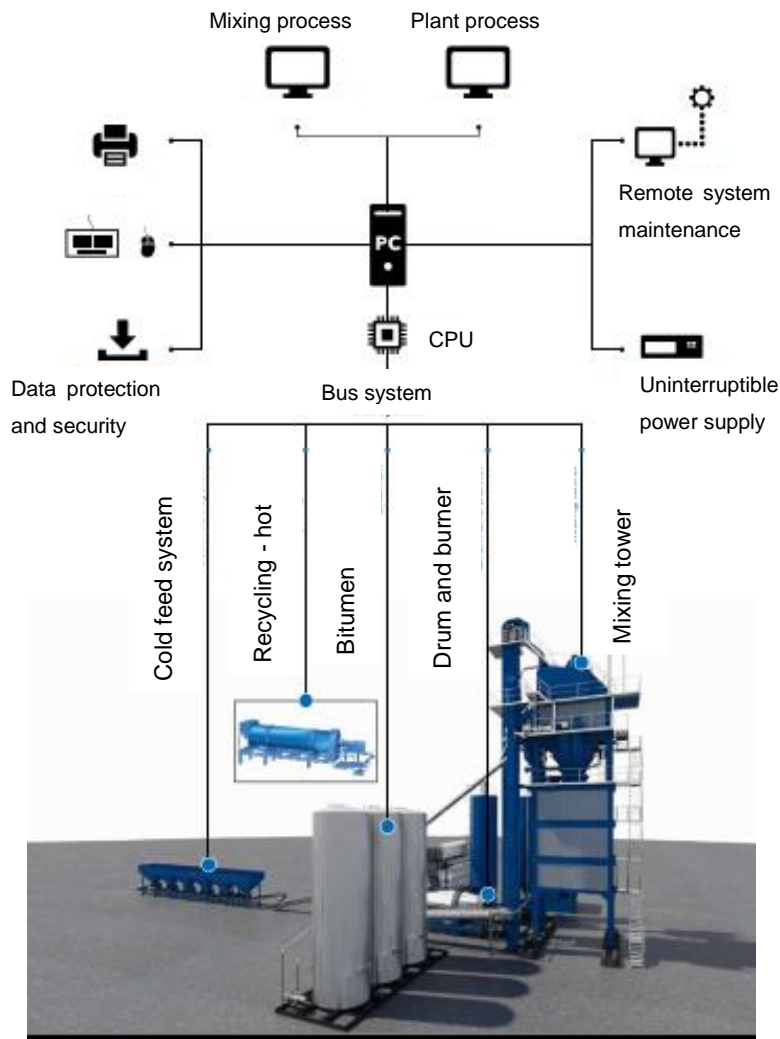 Mixing process
Plant process
PC
Remote system
maintenance
CPU
Data protection
and security
Bus system
Uninterruptible
power supply
Cold feed system
Recycling - hot
Bitumen
Drum and burner
Mixing tower